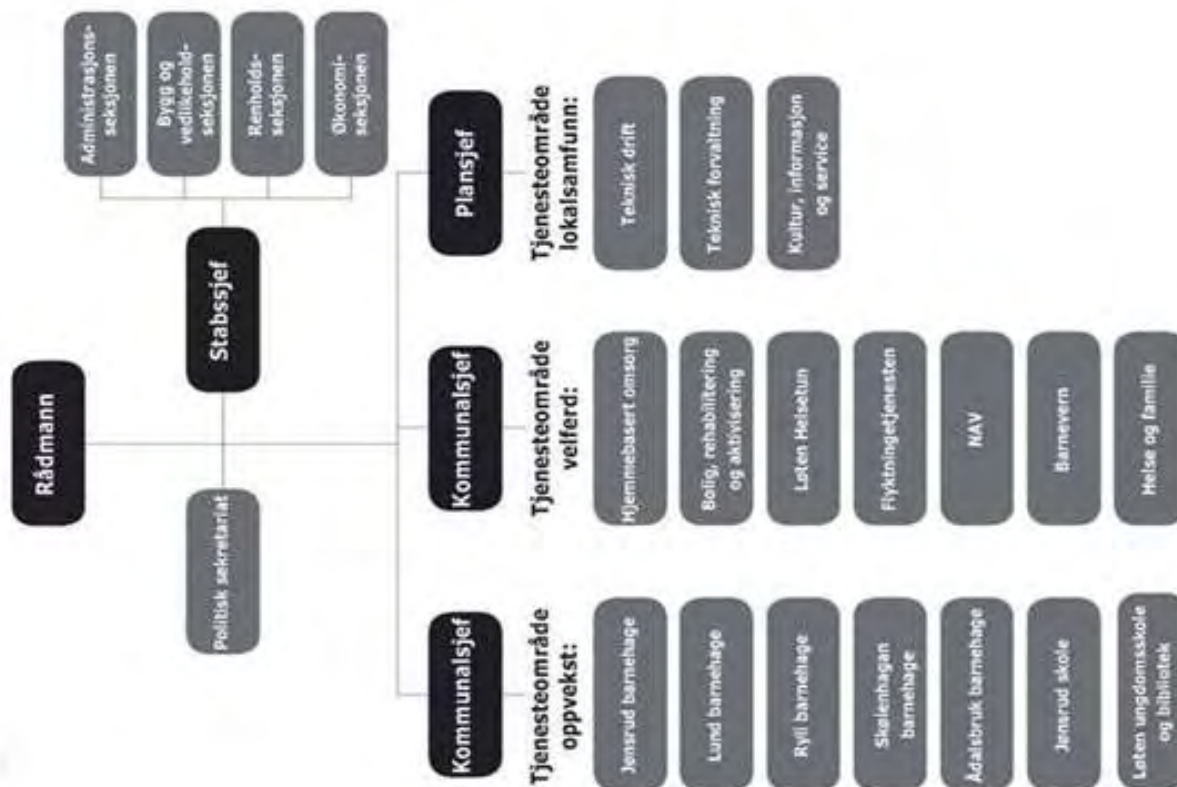 Rådmann
Politisk sekretariat
Stabssjef
Administrasjons-
seksjonen
Bygg og
vedlikehold-
seksjonen
Renholds-
seksjonen
Økonomi-
seksjonen
Kommunalsjef
Tjenesteområde
oppvekst:
Jensrud barnehage
Lund barnehage
Ryli barnehage
Skølenhagan
barnehage
Ådalsbruk barnehage
Jensrud skole
Løten ungdomsskole
og bibliotek
Kommunalsjef
Tjenesteområde
velferd:
Hjemmebasert omsorg
Bolig, rehabilitering
og aktivisering
Løten Helsetun
Flyktningetjenesten
NAV
Barnevern
Helse og familie
Plansjef
Tjenesteområde
lokalsamfunn:
Teknisk drift
Teknisk forvaltning
Kultur, informasjon
og service